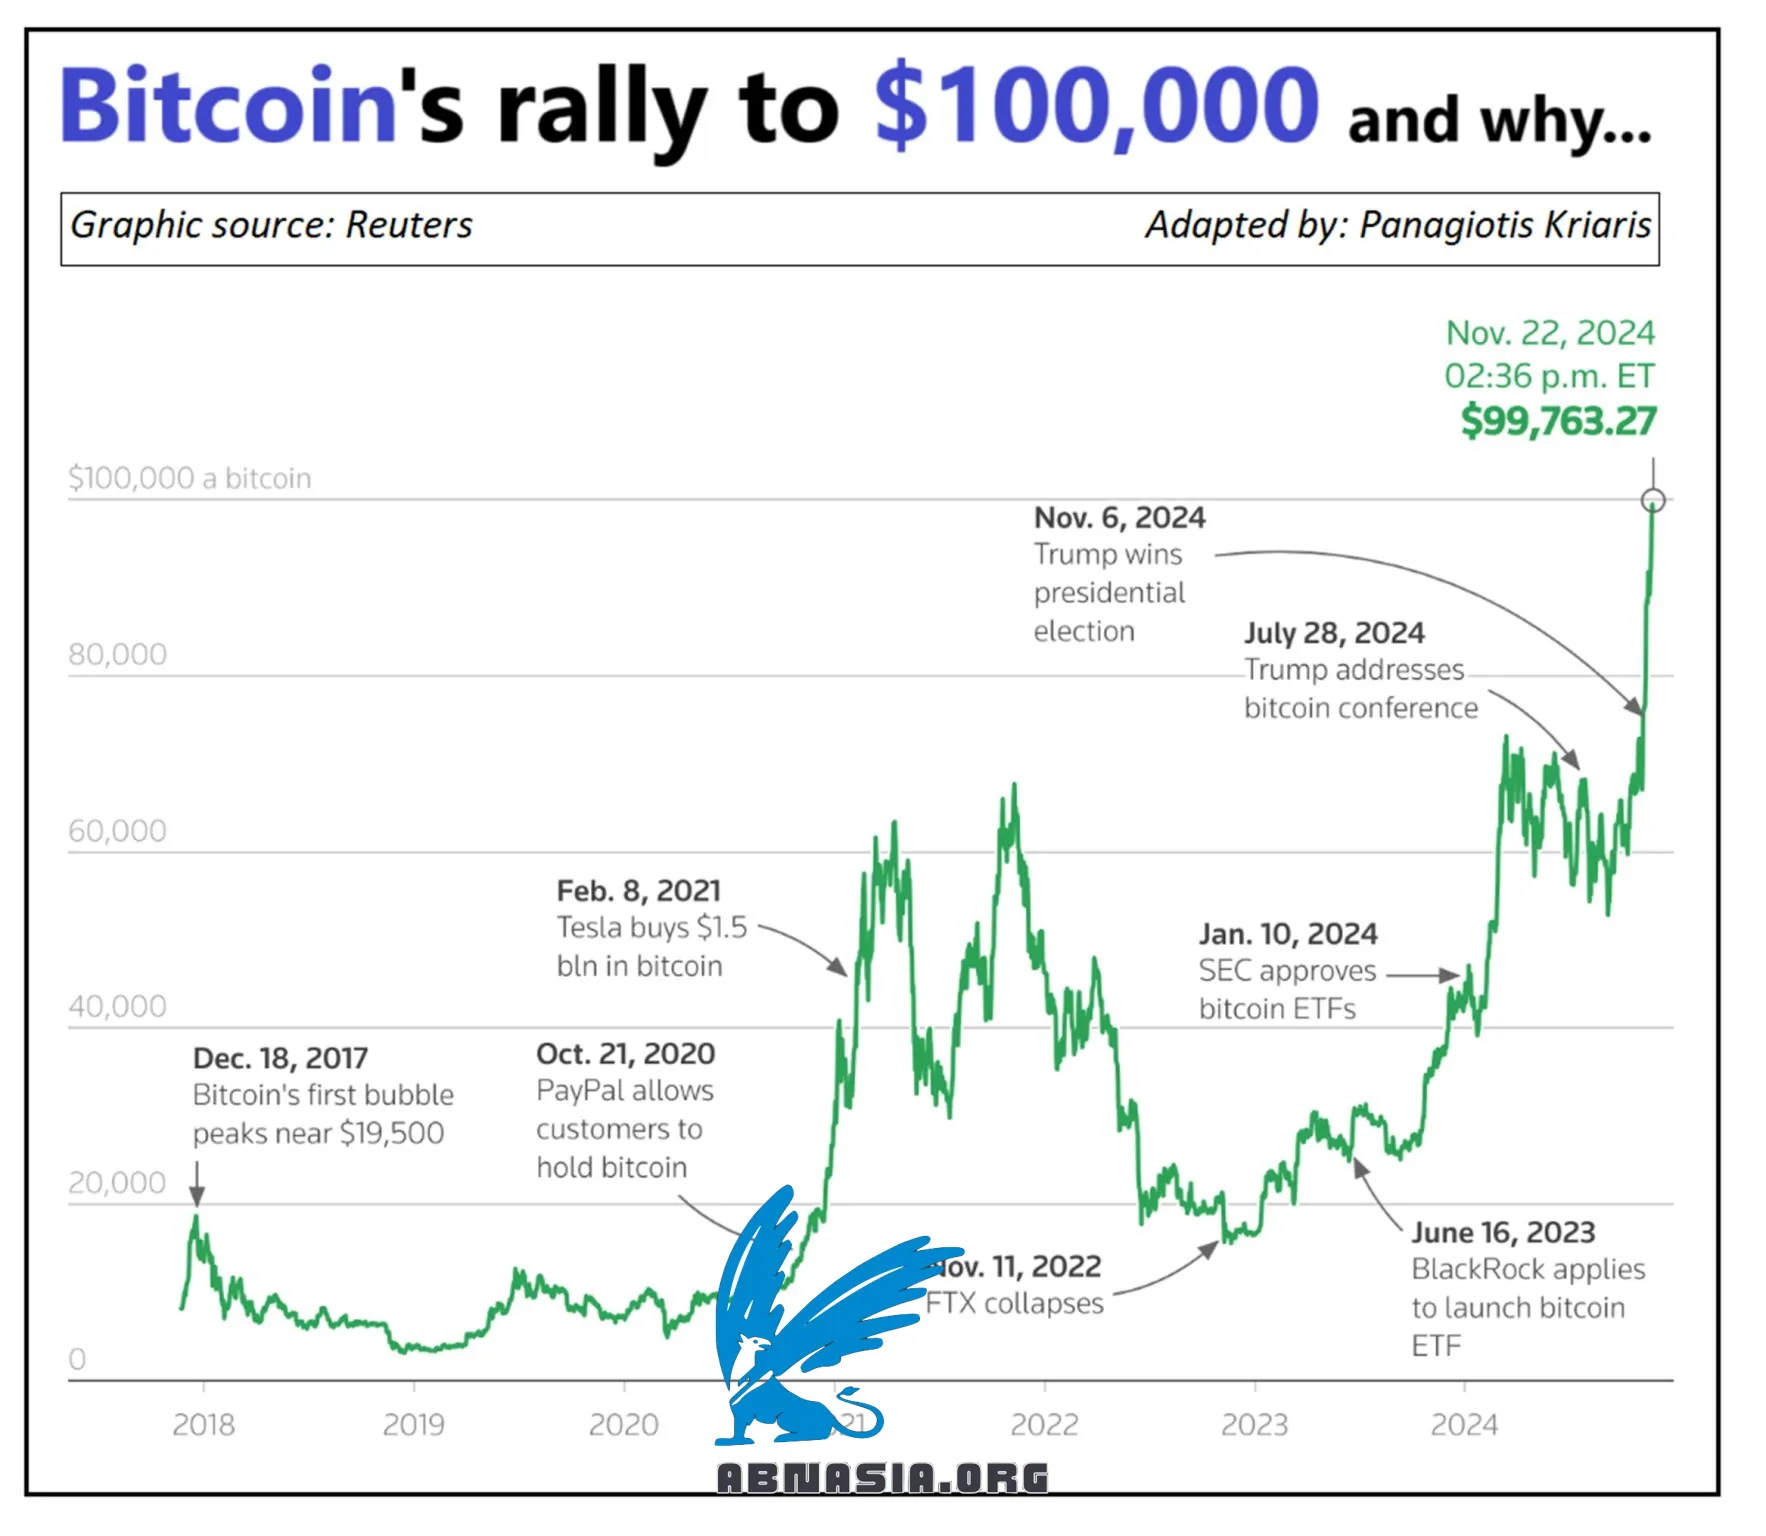 Bitcoin's rally to $100,000 and why...
Graphic source: Reuters
Adapted by: Panagiotis Kriaris
Nov. 22, 2024
02:36 p.m. ET
$99,763.27
$100,000 a bitcoin
Nov. 6, 2024
Trump wins
presidential
election
July 28, 2024
Trump addresses
bitcoin conference
80,000
60,000
Feb. 8, 2021
Tesla buys $1.5
bln in bitcoin
Jan. 10, 2024
SEC approves
bitcoin ETFs
40,000
Dec. 18, 2017
Bitcoin's first bubble
peaks near $19,500
Oct. 21, 2020
PayPal allows
customers to
hold bitcoin
20,000
11, 2022
FTX collapses
June 16, 2023
BlackRock applies
to launch bitcoin
ETF
0
2018
2019
2020
2022
2023
2024
ABNASIA.ORG